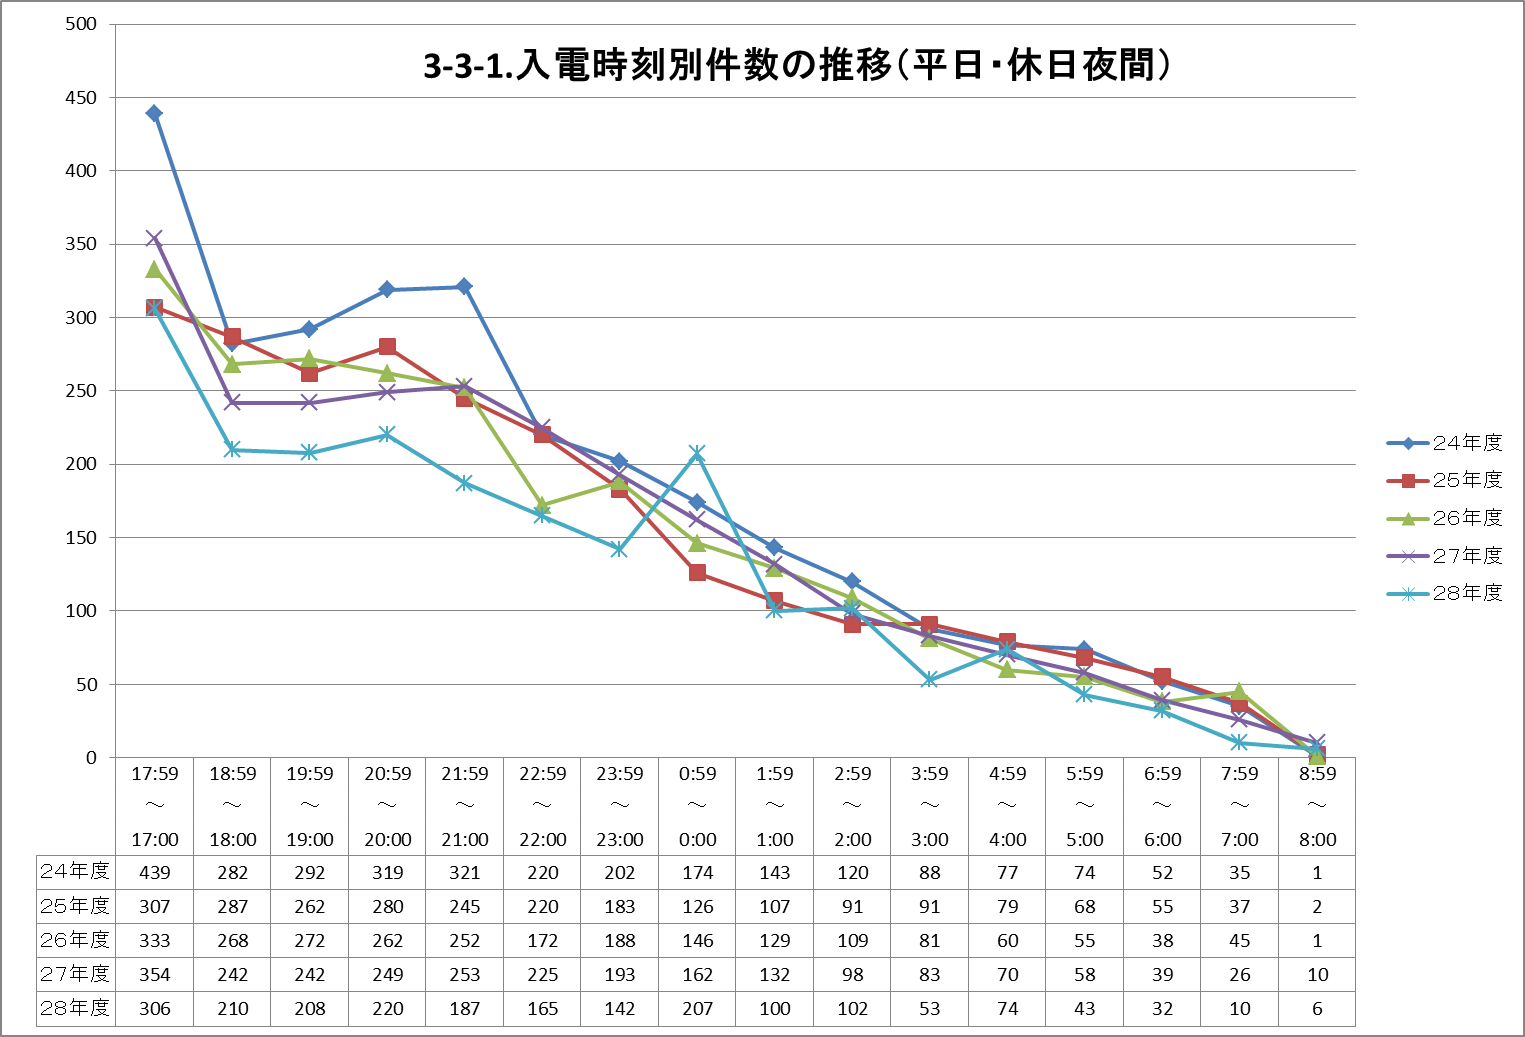 3-3-1.入電時刻別件数の推移（平日・休日夜間）
500
450
400
350
300
250
200
150
100
50
0
24年度
25年度
26年度
27年度
28年度
17:59 18:59 19:59 20:59 21:59 22:59 23:59 0:59 1:59 2:59 3:59 4:59 5:59 6:59 7:59 8:59
～ ～ ～ ～ ～ ～ ～ ～ ～ ～ ～ ～ ～ ～ ～ ～
17:00 18:00 19:00 20:00 21:00 22:00 23:00 0:00 1:00 2:00 3:00 4:00 5:00 6:00 7:00 8:00
24年度 439 282 292 319 321 220 202 174 143 120 88 77 74 52 35 1
25年度 307 287 262 280 245 220 183 126 107 91 91 79 68 55 37 2
26年度 333 268 272 262 252 172 188 146 129 109 81 60 55 38 45 1
27年度 354 242 242 249 253 225 193 162 132 98 83 70 58 39 26 10
28年度 306 210 208 220 187 165 142 207 100 102 53 74 43 32 10 6